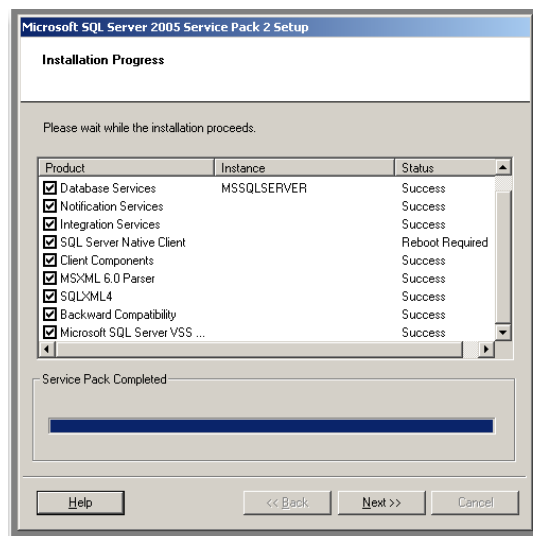 Microsoft SQL Server 2005 Service Pack 2 Setup
Installation Progress
Please wait while the installation proceeds.
Product Instance Status
Database Services MSSQLSERVER Success
Notification Services Success
Integration Services Success
SQL Server Native Client Reboot Required
Client Components Success
MSXML 6.0 Parser Success
SQLXML4 Success
Backward Compatibility Success
Microsoft SQL Server VSS ... Success
Service Pack Completed
Help << Back Next >> Cancel